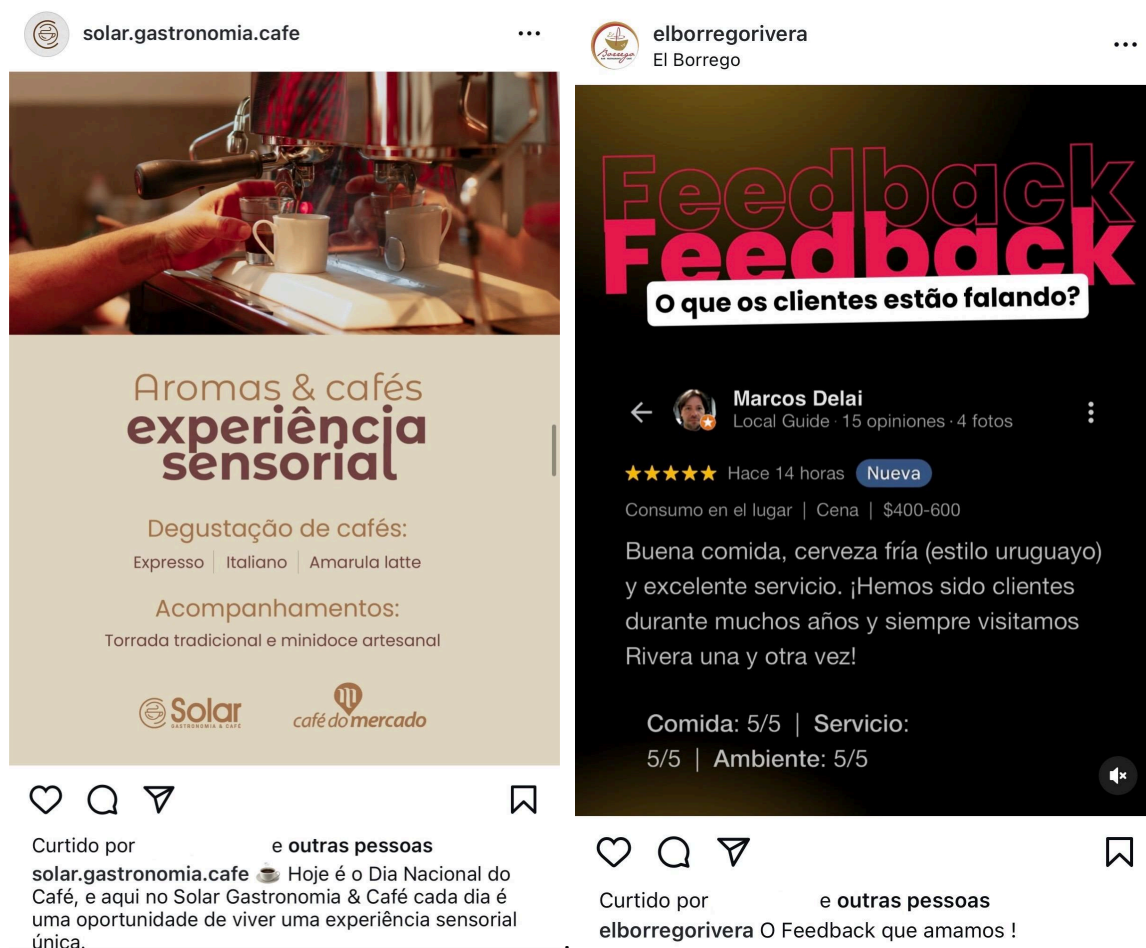 solar.gastronomia.cafe
Aromas & cafés
experiência
sensorial
Degustação de cafés:
Expresso | Italiano | Amarula latte
Acompanhamentos:
Torrada tradicional e minidoce artesanal
Solar
GASTRONOMIA & CAFÉ
m
café do mercado
Curtido por e outras pessoas
solar.gastronomia.cafe ☕ Hoje é o Dia Nacional do
Café, e aqui no Solar Gastronomia & Café cada dia é
uma oportunidade de viver uma experiência sensorial
única.
elborregorivera
El Borrego
Borrego
Feedback
Feedback
O que os clientes estão falando?
Marcos Delai
Local Guide · 15 opiniones · 4 fotos
Hace 14 horas Nueva
Consumo en el lugar | Cena | $400-600
Buena comida, cerveza fría (estilo uruguayo)
y excelente servicio. ¡Hemos sido clientes
durante muchos años y siempre visitamos
Rivera una y otra vez!
Comida: 5/5 | Servicio:
5/5 | Ambiente: 5/5
Curtido por e outras pessoas
elborregorivera O Feedback que amamos !